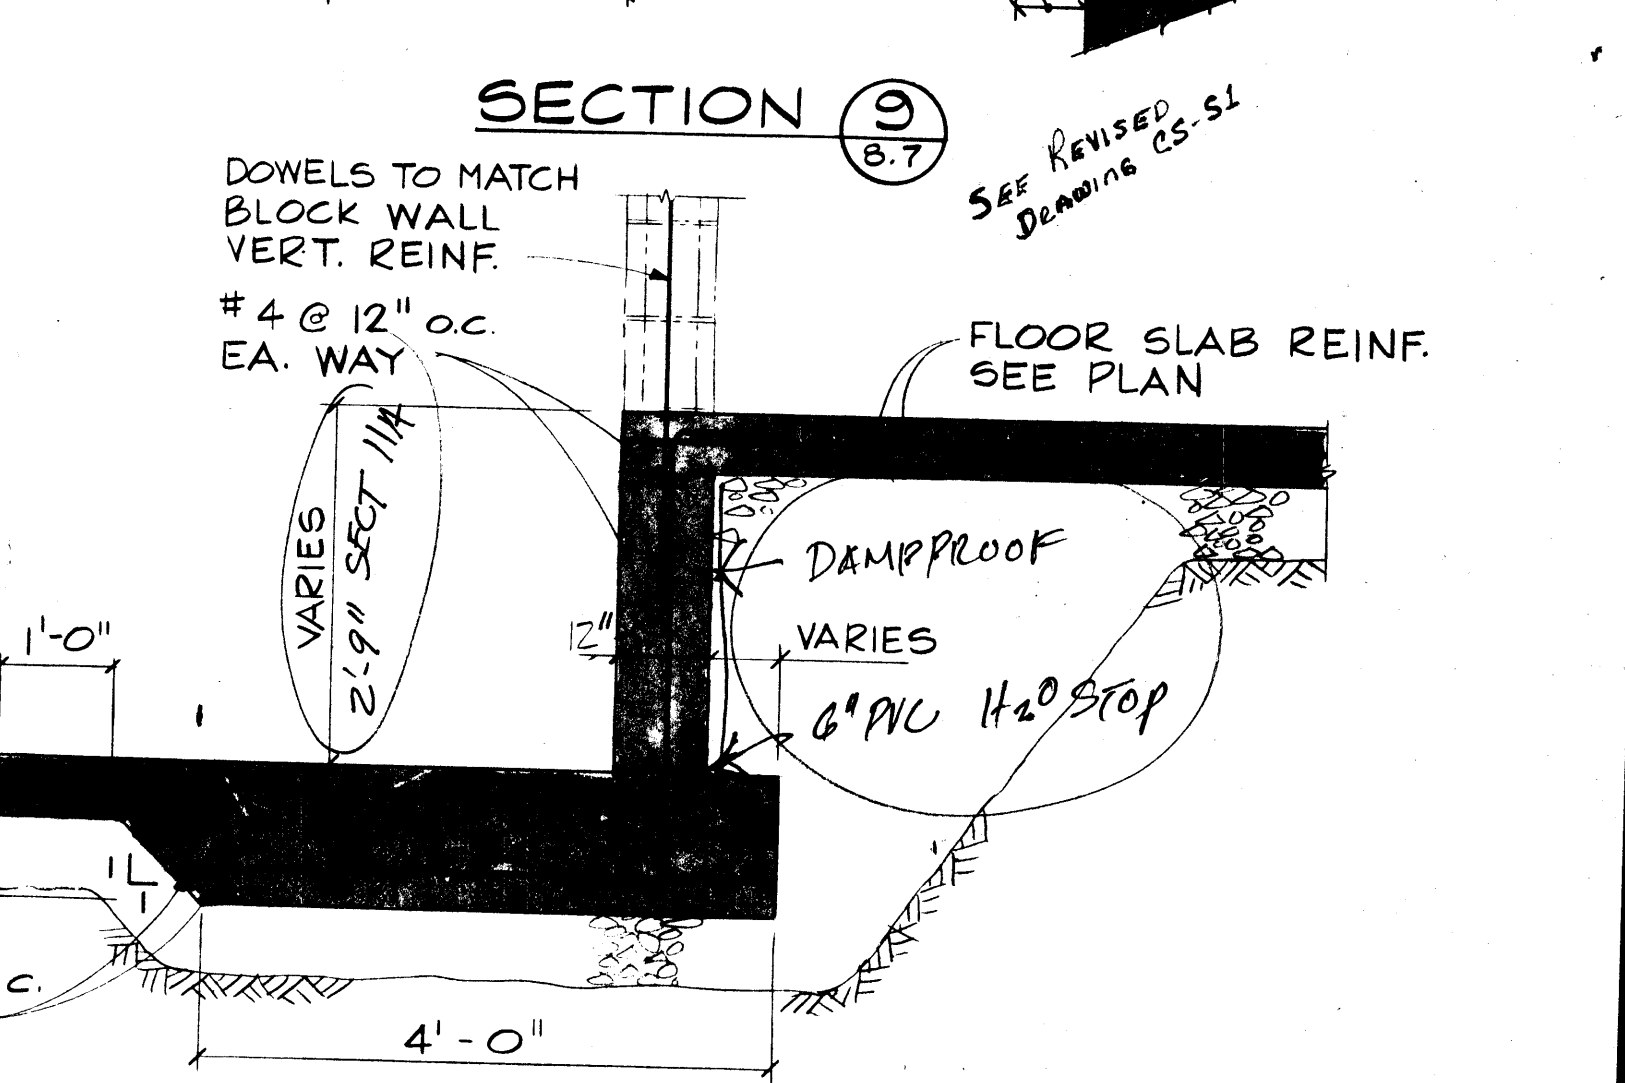 SECTION 9
8.7
SEE REVISED
DRAWING CS-S1
DOWELS TO MATCH
BLOCK WALL
VERT. REINF.
#4 @ 12" O.C.
EA. WAY
FLOOR SLAB REINF.
SEE PLAN
VARIES
2'-9" SECT 11A
DAMPPROOF
1'-0"
12"
VARIES
6" PVC H2O STOP
1
1
C.
4'-0"